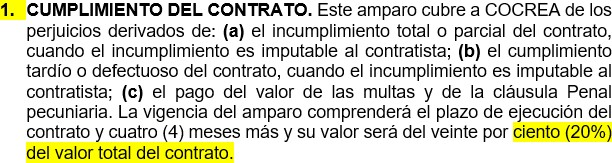 1. CUMPLIMIENTO DEL CONTRATO. Este amparo cubre a COCREA de los
perjuicios derivados de: (a) el incumplimiento total o parcial del contrato,
cuando el incumplimiento es imputable al contratista; (b) el cumplimiento
tardío o defectuoso del contrato, cuando el incumplimiento es imputable al
contratista; (c) el pago del valor de las multas y de la cláusula Penal
pecuniaria. La vigencia del amparo comprenderá el plazo de ejecución del
contrato y cuatro (4) meses más y su valor será del veinte por ciento (20%)
del valor total del contrato.